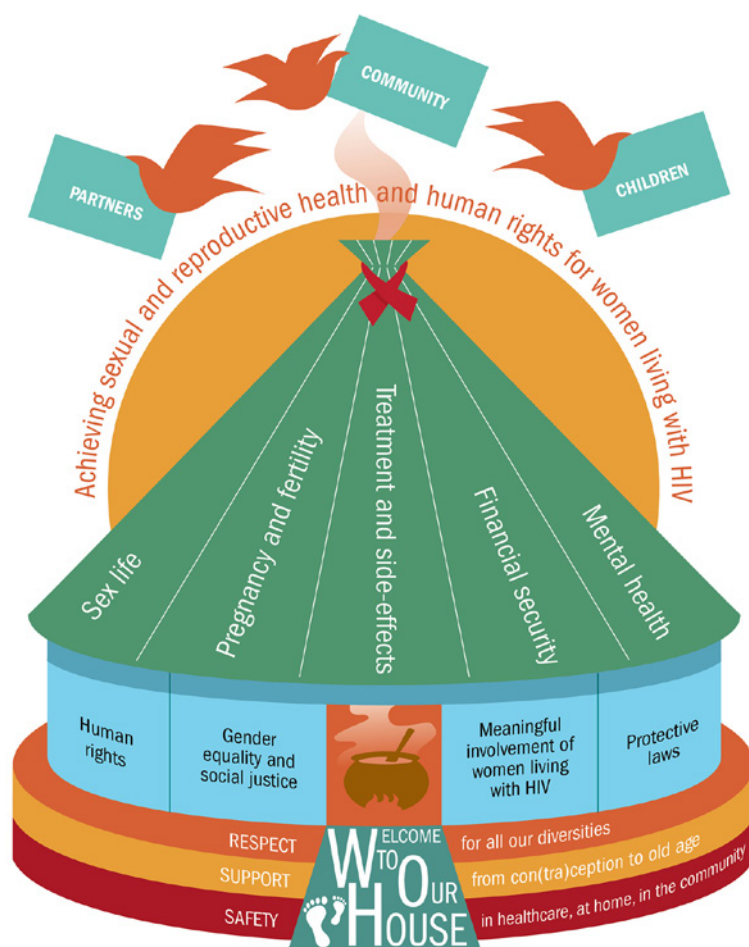 COMMUNITY
PARTNERS
CHILDREN
Achieving sexual and reproductive health and human rights for women living with HIV
Sex life
Pregnancy and fertility
Treatment and side-effects
Financial security
Mental health
Human
rights
Gender
equality and
social justice
Meaningful
involvement of
women living
with HIV
Protective
laws
RESPECT
for all our diversities
SUPPORT
from con(tra)ception to old age
SAFETY
in healthcare, at home, in the community
WELCOME
TO
OUR
HOUSE